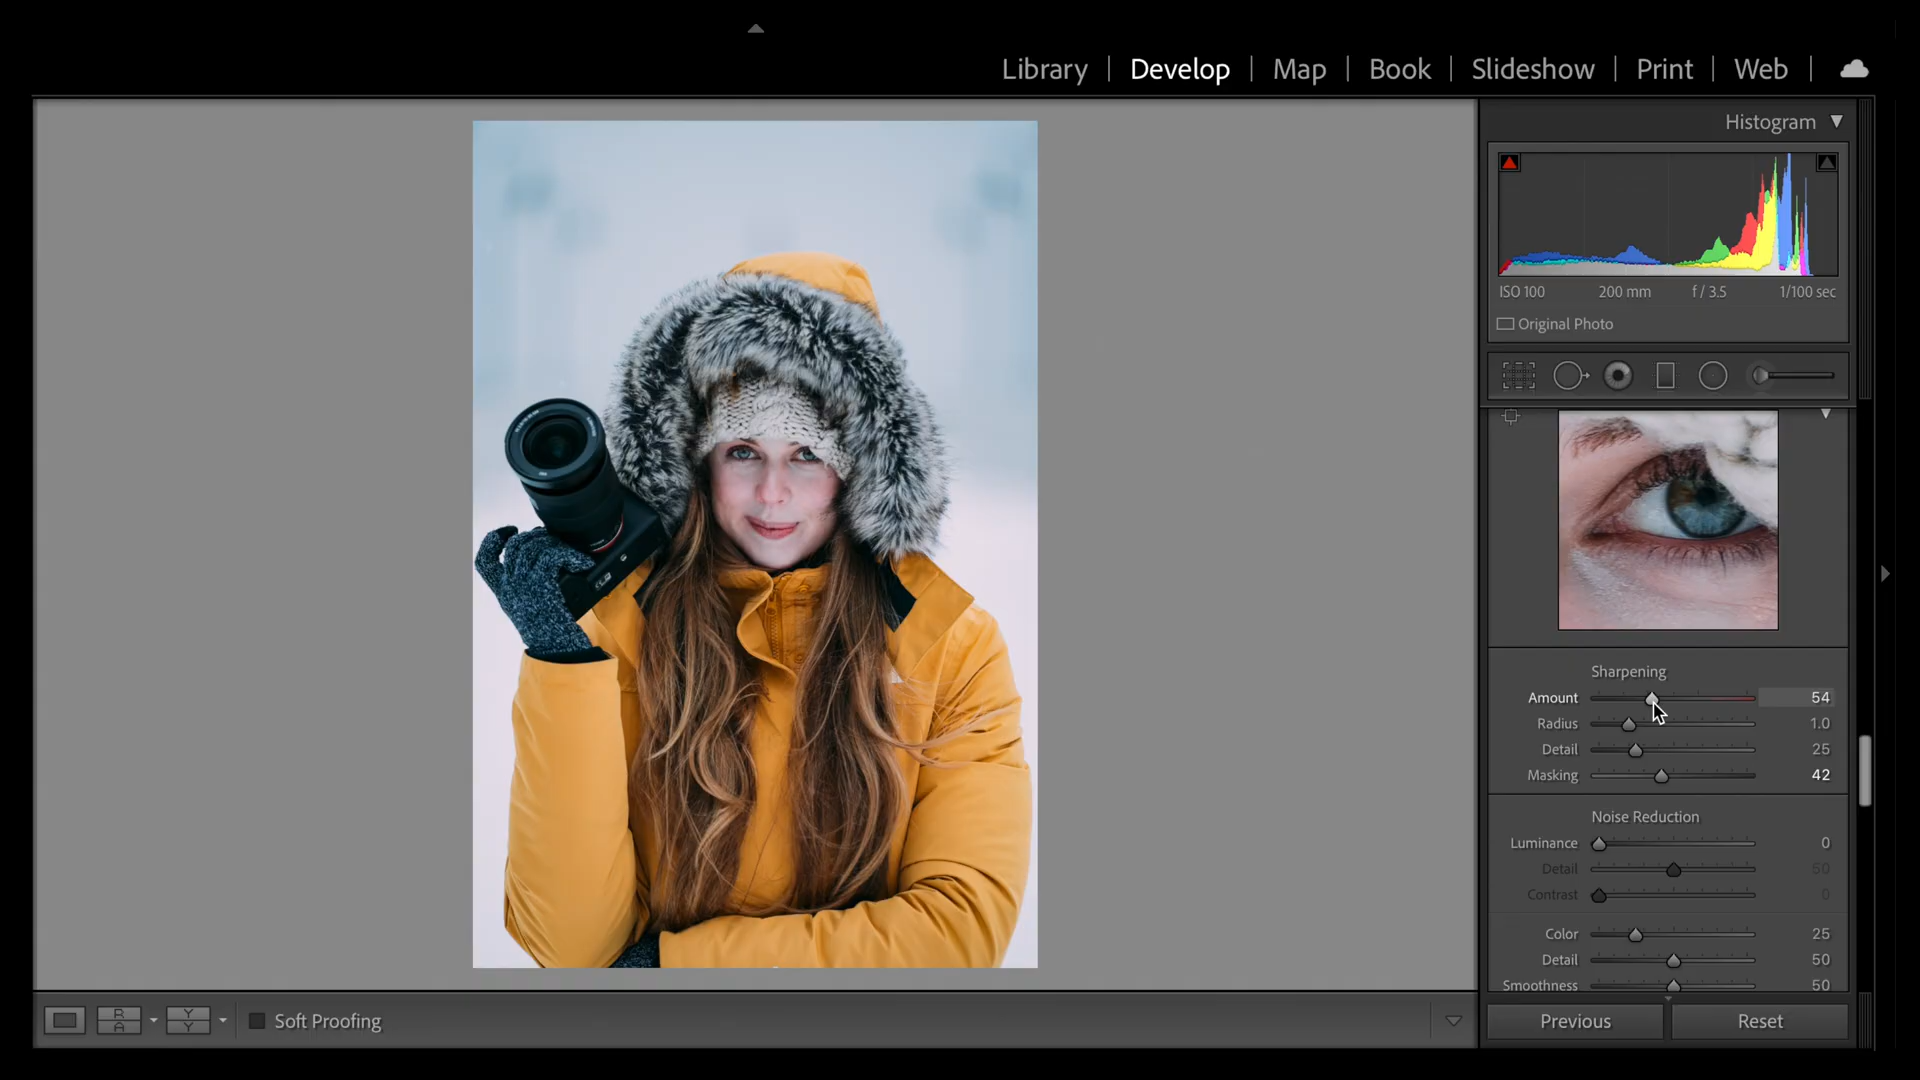 Library | Develop | Map | Book | Slideshow | Print | Web |
Histogram
ISO 100 200 mm f / 3.5 1/100 sec
Original Photo
Sharpening
Amount 54
Radius 1.0
Detail 25
Masking 42
Noise Reduction
Luminance 0
Detail 50
Contrast 0
Color 25
Detail 50
Smoothness 50
R A Y Y Soft Proofing
Previous Reset